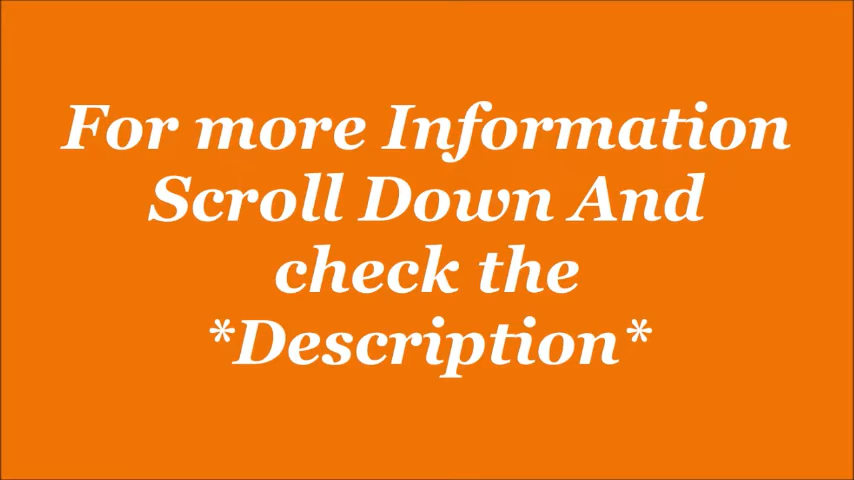 For more Information
Scroll Down And
check the
*Description*